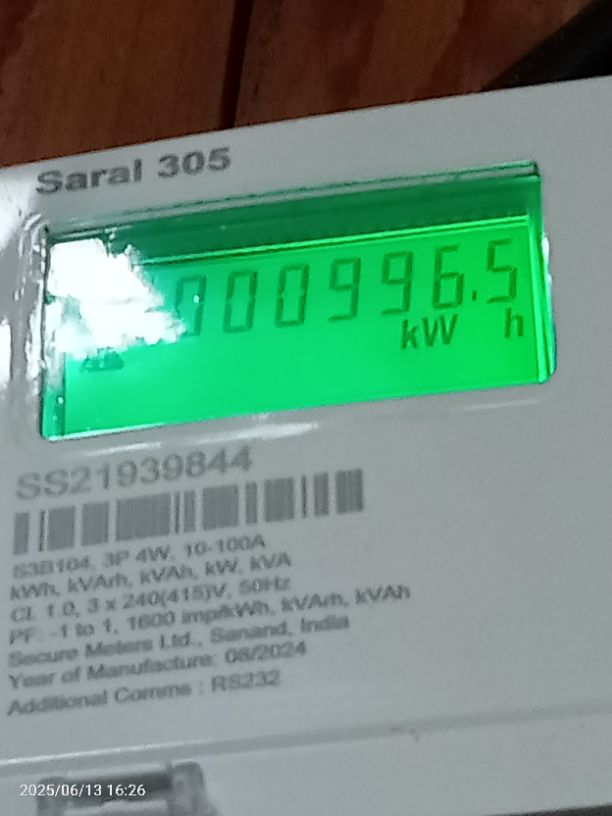 Saral 305
000996.5
kW h
SS21939844
S3B104, 3P 4W, 10-100A
kWh, kVArh, kVAh, kW, kVA
Cl. 1.0, 3 x 240(415)V, 50Hz
PF: -1 to 1, 1600 imp/kWh, kVArh, kVAh
Secure Meters Ltd., Sanand, India
Year of Manufacture: 08/2024
Additional Comms : RS232
2025/06/13 16:26